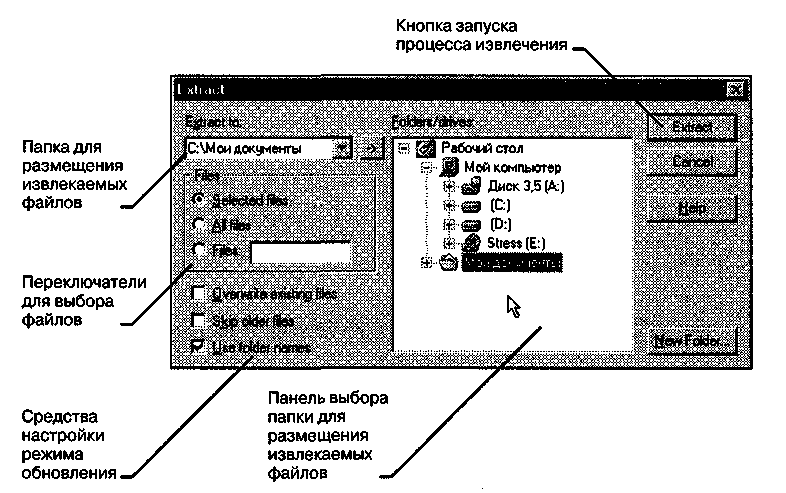 Кнопка запуска
процесса извлечения
Extract
Extract to:
Folders/drives:
C:\Мои документы
Рабочий стол
Extract
Папка для
размещения
извлекаемых
файлов
Мой компьютер
Cancel
Files
Диск 3,5 (A:)
Selected files
(C:)
Help
All files
(D:)
Files:
Stress (E:)
Мои документы
Переключатели
для выбора
файлов
Overwrite existing files
Skip older files
Use folder names
New Folder...
Средства
настройки
режима
обновления
Панель выбора
папки для
размещения
извлекаемых
файлов